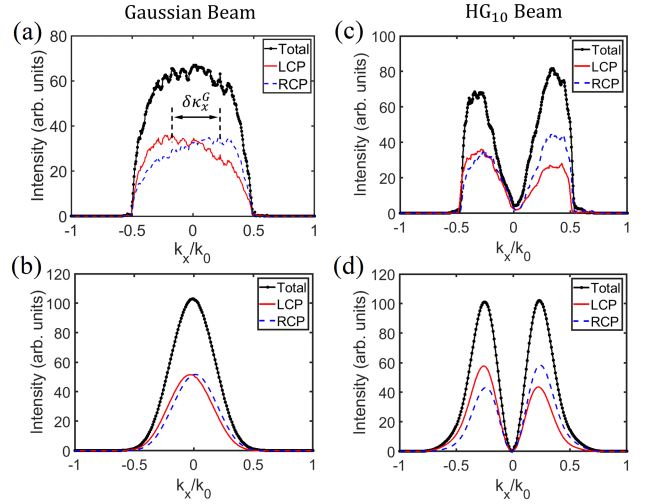 Gaussian Beam
HG₁₀ Beam
(a)
Intensity (arb. units)
80
60
40
20
0
-1
-0.5
0
0.5
1
kₓ/k₀
Total
LCP
RCP
δκₓᴳ
(c)
Intensity (arb. units)
100
80
60
40
20
0
-1
-0.5
0
0.5
1
kₓ/k₀
Total
LCP
RCP
(b)
Intensity (arb. units)
120
100
80
60
40
20
0
-1
-0.5
0
0.5
1
kₓ/k₀
Total
LCP
RCP
(d)
Intensity (arb. units)
120
100
80
60
40
20
0
-1
-0.5
0
0.5
1
kₓ/k₀
Total
LCP
RCP